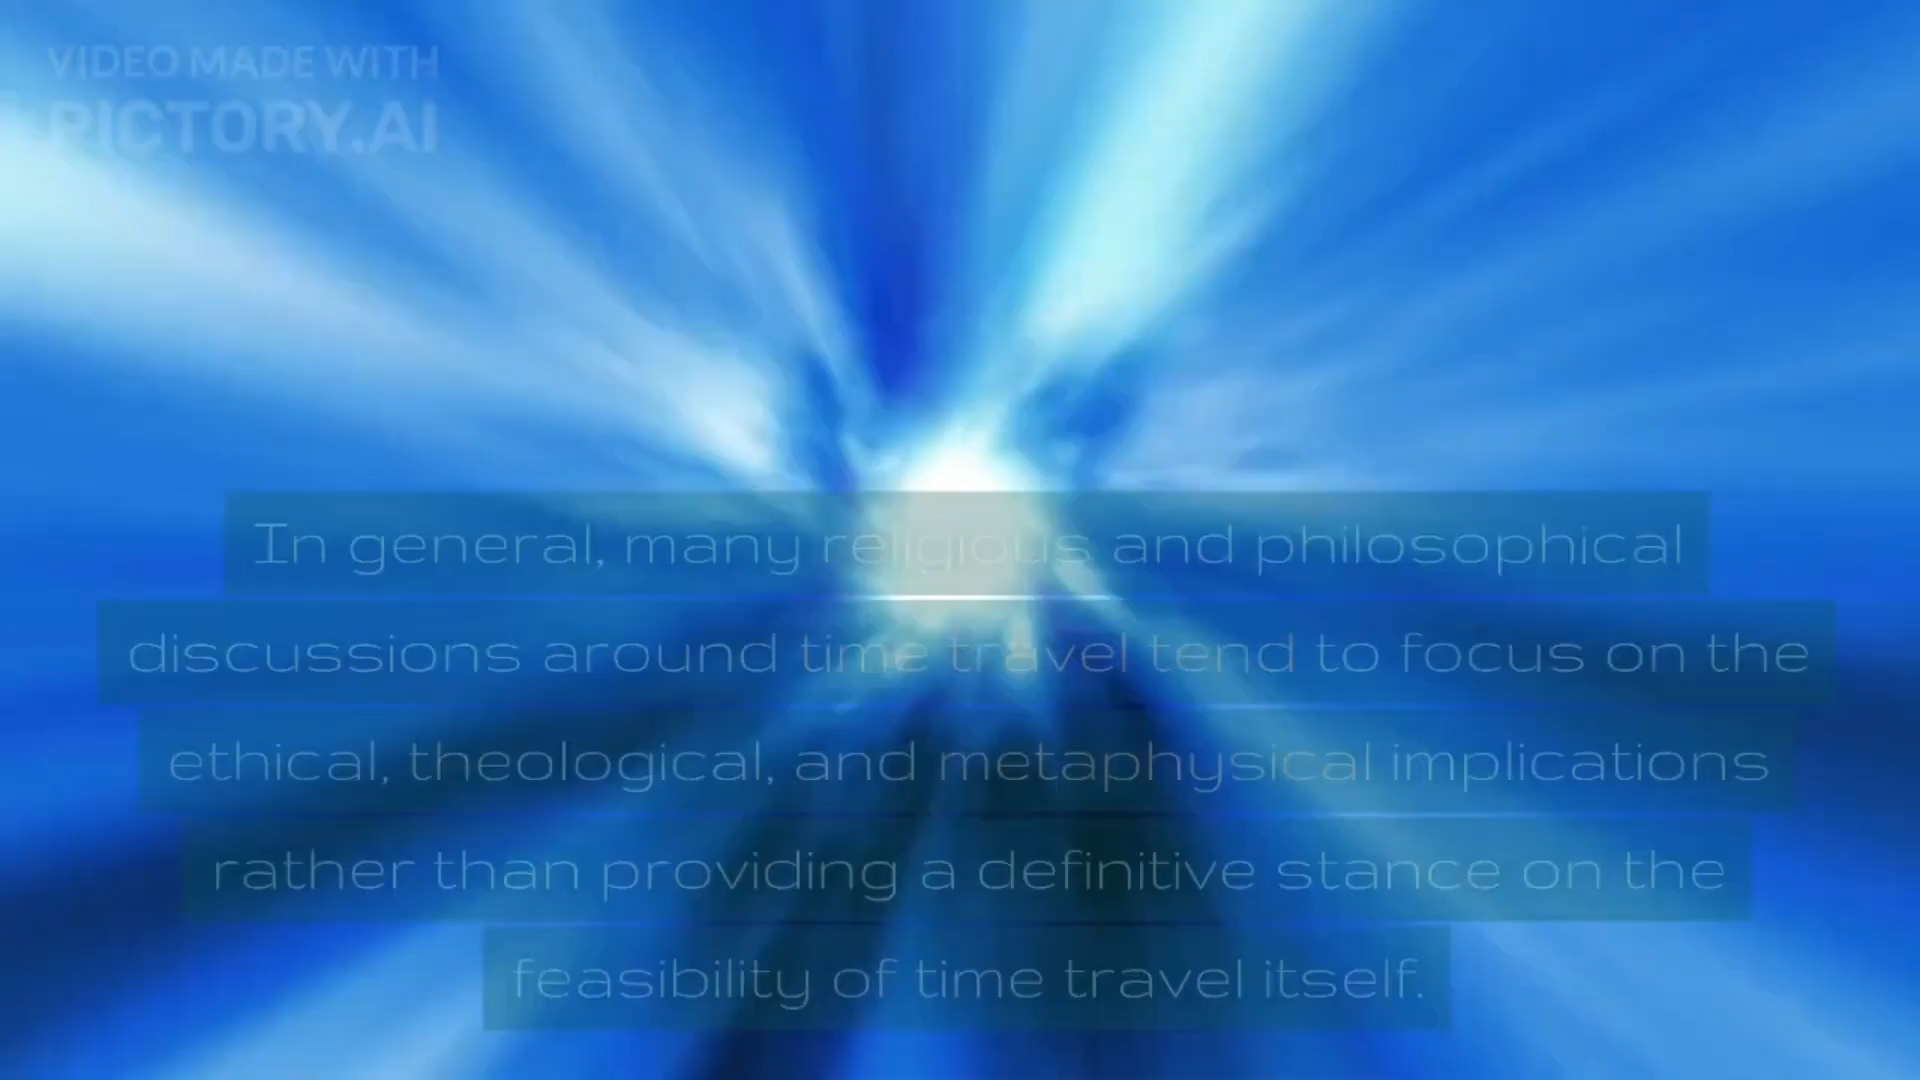 VIDEO MADE WITH
PICTORY.AI
In general, many religious and philosophical
discussions around time travel tend to focus on the
ethical, theological, and metaphysical implications
rather than providing a definitive stance on the
feasibility of time travel itself.